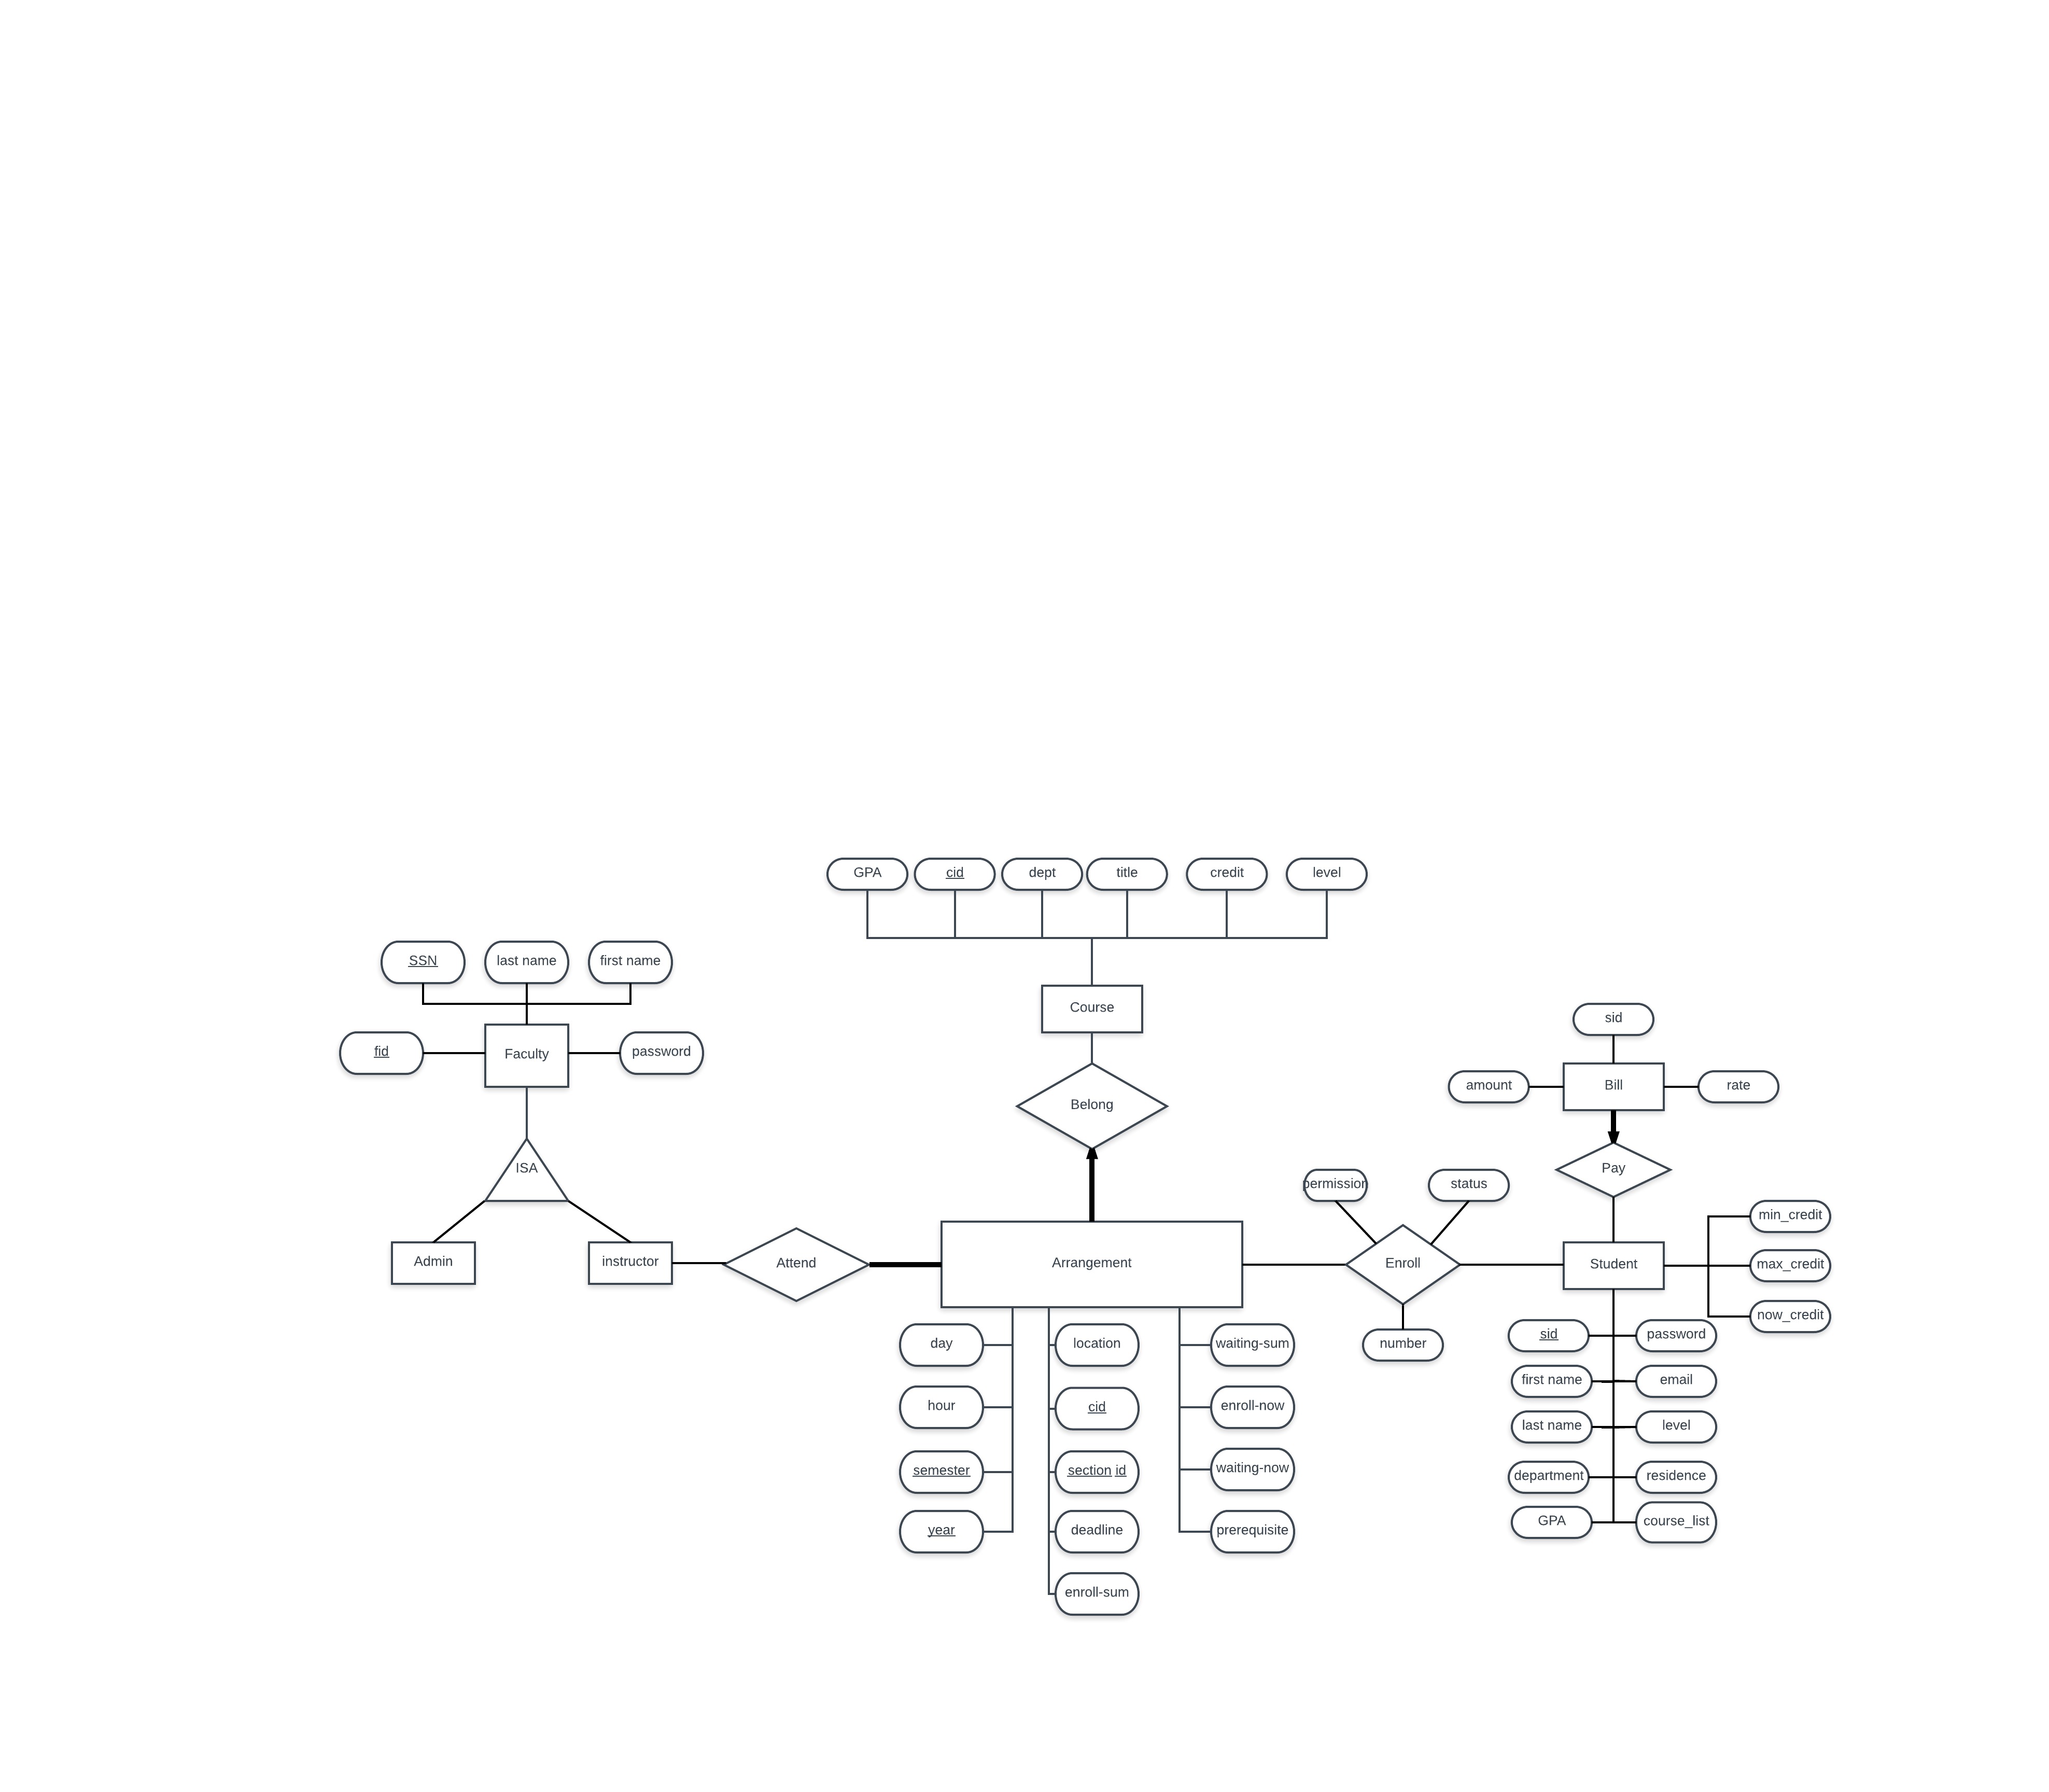 GPA
cid
dept
title
credit
level
SSN
last name
first name
Course
sid
fid
Faculty
password
amount
Bill
rate
Belong
ISA
permission
status
Pay
min_credit
Admin
instructor
Attend
Arrangement
Enroll
Student
max_credit
now_credit
day
location
waiting-sum
number
sid
password
first name
email
hour
cid
enroll-now
last name
level
semester
section id
waiting-now
department
residence
year
deadline
prerequisite
GPA
course_list
enroll-sum